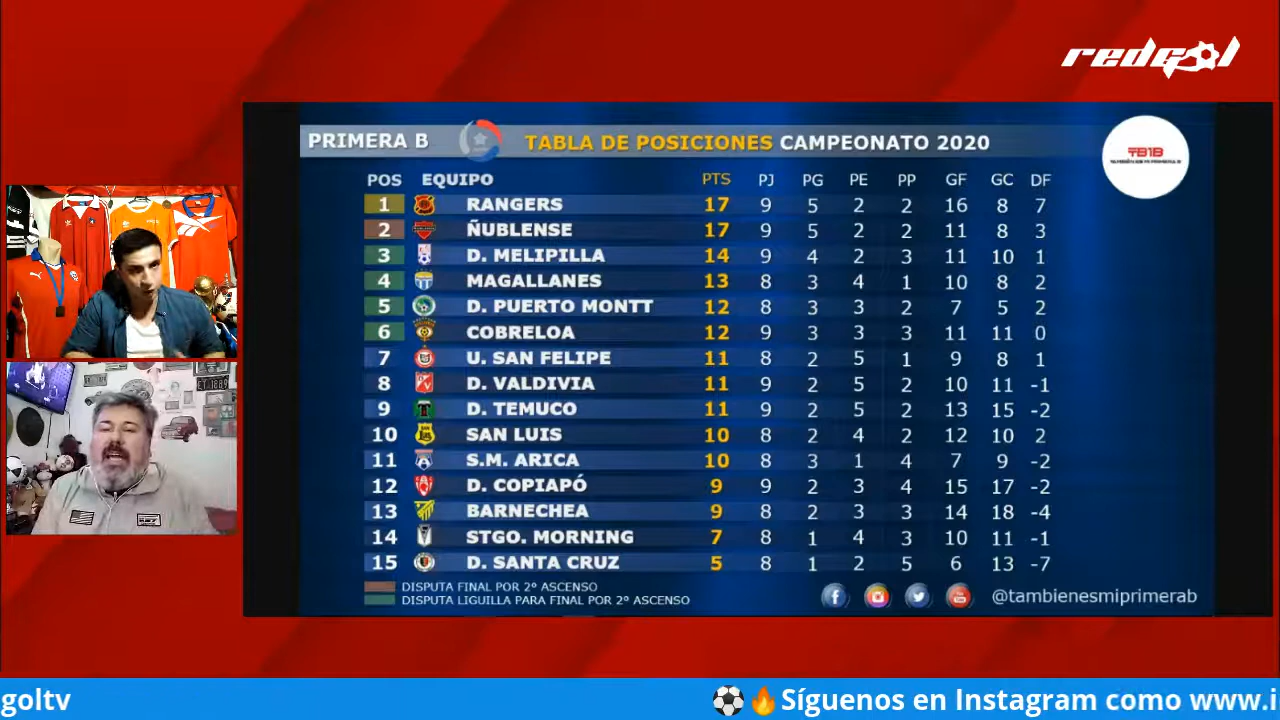 redgol
PRIMERA B TABLA DE POSICIONES CAMPEONATO 2020
TB1B
POS EQUIPO PTS PJ PG PE PP GF GC DF
1 RANGERS 17 9 5 2 2 16 8 7
2 ÑUBLENSE 17 9 5 2 2 11 8 3
3 D. MELIPILLA 14 9 4 2 3 11 10 1
4 MAGALLANES 13 8 3 4 1 10 8 2
5 D. PUERTO MONTT 12 8 3 3 2 7 5 2
6 COBRELOA 12 9 3 3 3 11 11 0
7 U. SAN FELIPE 11 8 2 5 1 9 8 1
8 D. VALDIVIA 11 9 2 5 2 10 11 -1
9 D. TEMUCO 11 9 2 5 2 13 15 -2
10 SAN LUIS 10 8 2 4 2 12 10 2
11 S.M. ARICA 10 8 3 1 4 7 9 -2
12 D. COPIAPÓ 9 9 2 3 4 15 17 -2
13 BARNECHEA 9 8 2 3 3 14 18 -4
14 STGO. MORNING 7 8 1 4 3 10 11 -1
15 D. SANTA CRUZ 5 8 1 2 5 6 13 -7
DISPUTA FINAL POR 2º ASCENSO
DISPUTA LIGUILLA PARA FINAL POR 2º ASCENSO
@tambienesmiprimerab
goltv
Síguenos en Instagram como www.i